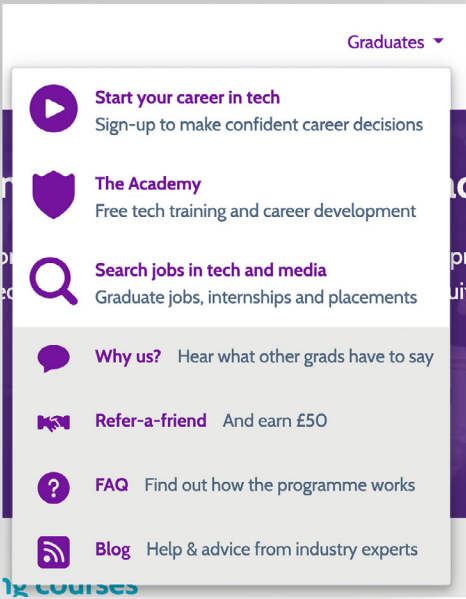 Graduates
Start your career in tech
Sign-up to make confident career decisions
The Academy
Free tech training and career development
Search jobs in tech and media
Graduate jobs, internships and placements
Why us? Hear what other grads have to say
Refer-a-friend And earn £50
FAQ Find out how the programme works
Blog Help & advice from industry experts
courses